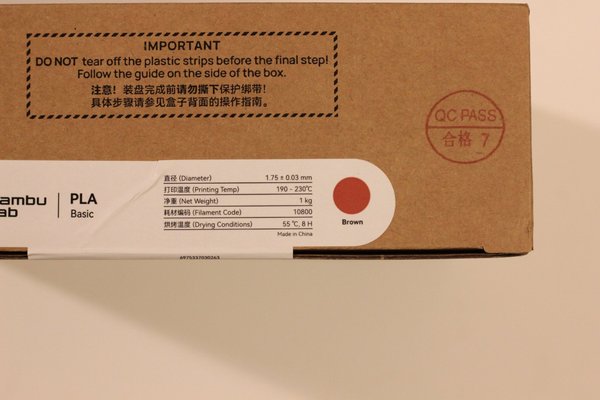 IMPORTANT
DO NOT tear off the plastic strips before the final step!
Follow the guide on the side of the box.
注意!装盘完成前请勿撕下保护绑带!
具体步骤请参见盒子背面的操作指南。
QC PASS
合格 7
ambu
ab
PLA
Basic
直径 (Diameter) 1.75 ± 0.03 mm
打印温度 (Printing Temp) 190 - 230℃
净重 (Net Weight) 1 kg
耗材编码 (Filament Code) 10800
烘烤温度 (Drying Conditions) 55 ℃, 8 H
Made in China
Brown
6975337030263